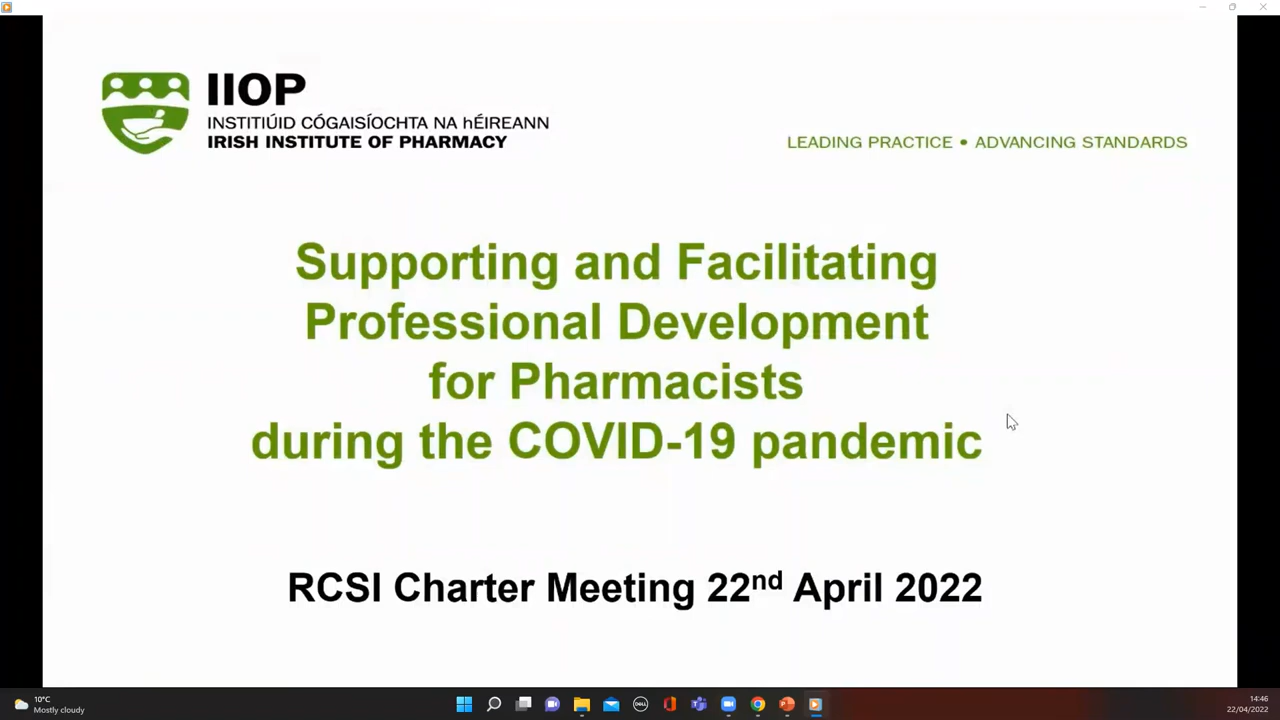 IIOP
INSTITIÚID CÓGAISÍOCHTA NA hÉIREANN
IRISH INSTITUTE OF PHARMACY
LEADING PRACTICE • ADVANCING STANDARDS
Supporting and Facilitating
Professional Development
for Pharmacists
during the COVID-19 pandemic
RCSI Charter Meeting 22nd April 2022
10°C
Mostly cloudy
DELL
14:46
22/04/2022